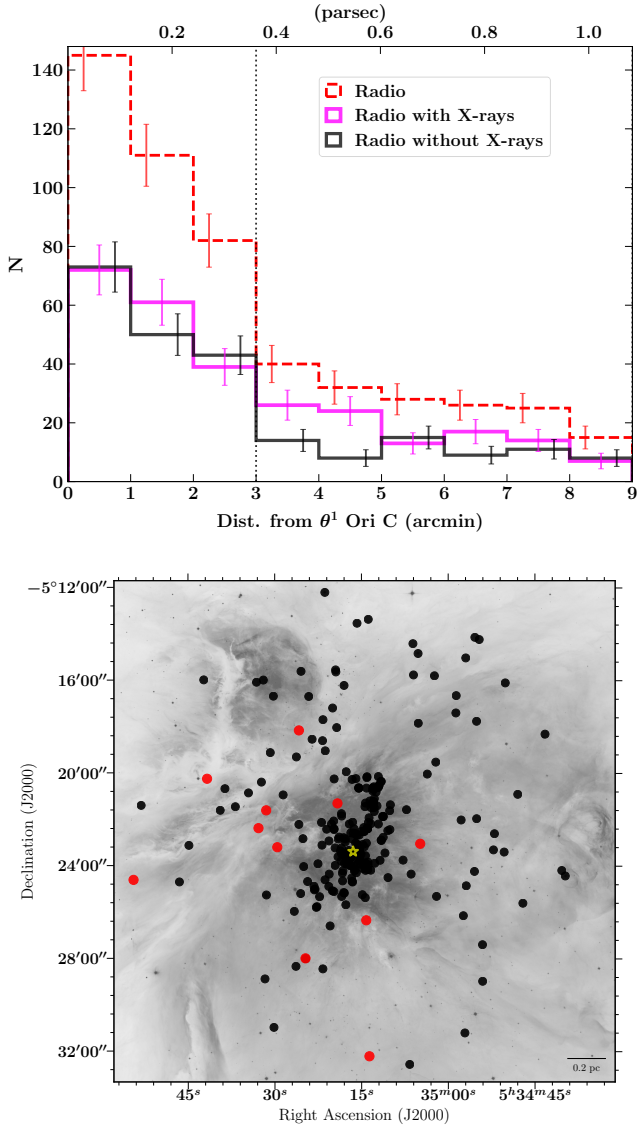 (parsec)
0.2 0.4 0.6 0.8 1.0
140
120
100
80
60
40
20
0
N
Radio
Radio with X-rays
Radio without X-rays
0 1 2 3 4 5 6 7 8 9
Dist. from θ¹ Ori C (arcmin)
−5°12′00″
16′00″
20′00″
24′00″
28′00″
32′00″
Declination (J2000)
0.2 pc
45ˢ 30ˢ 15ˢ 35ᵐ00ˢ 5ʰ34ᵐ45ˢ
Right Ascension (J2000)